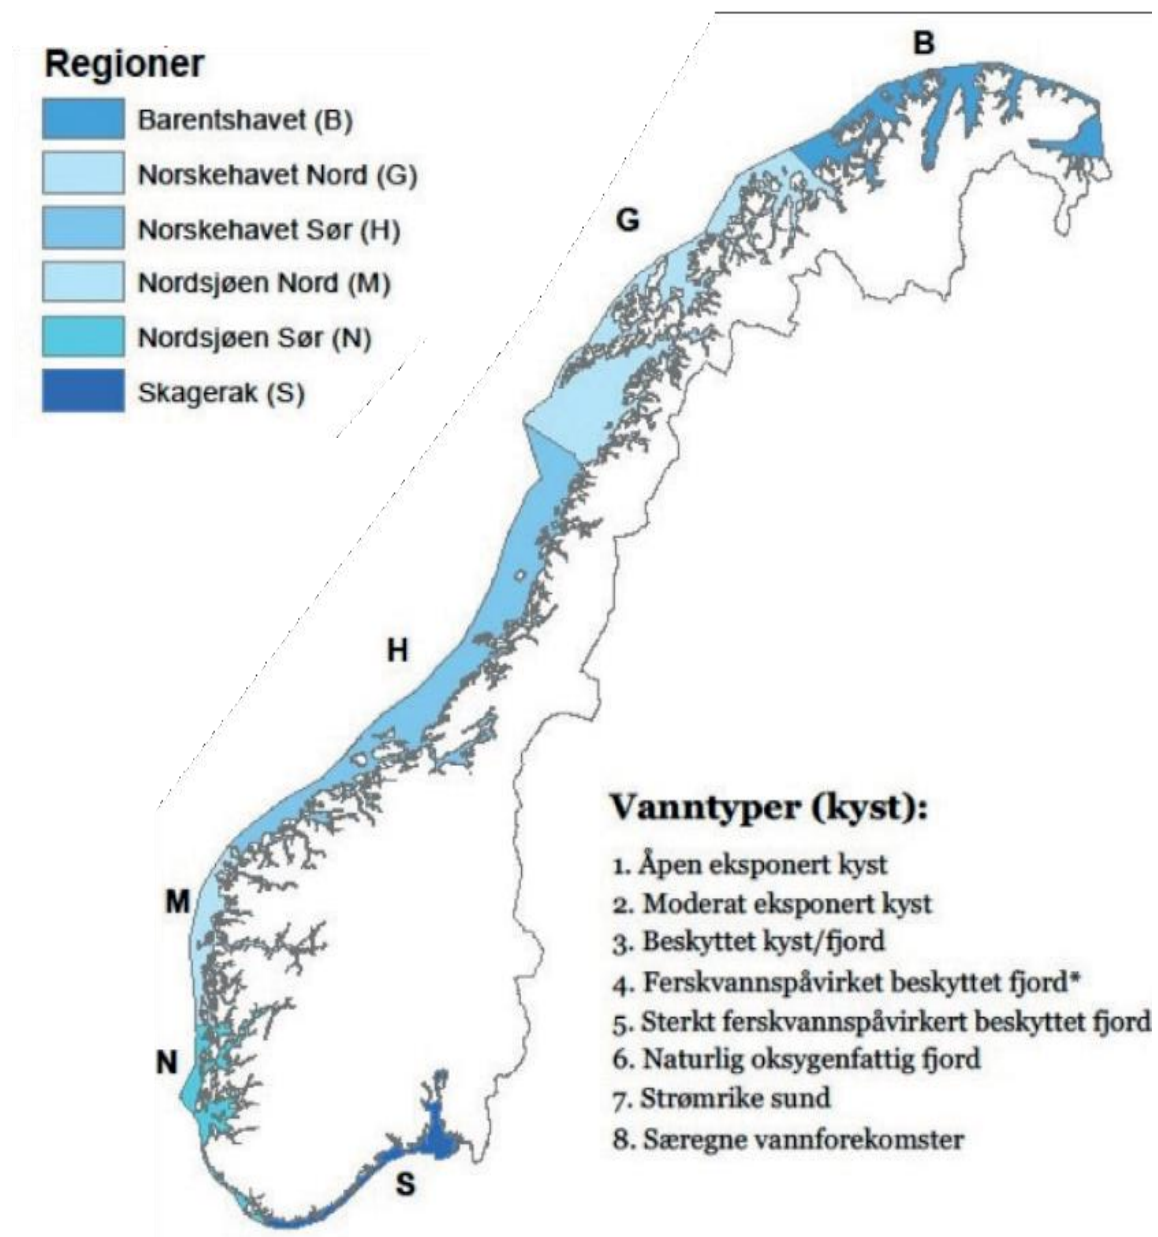 Regioner
Barentshavet (B)
Norskehavet Nord (G)
Norskehavet Sør (H)
Nordsjøen Nord (M)
Nordsjøen Sør (N)
Skagerak (S)
B
G
H
M
N
S
Vanntyper (kyst):
1. Åpen eksponert kyst
2. Moderat eksponert kyst
3. Beskyttet kyst/fjord
4. Ferskvannspåvirket beskyttet fjord*
5. Sterkt ferskvannspåvirkert beskyttet fjord
6. Naturlig oksygenfattig fjord
7. Strømrike sund
8. Særegne vannforekomster